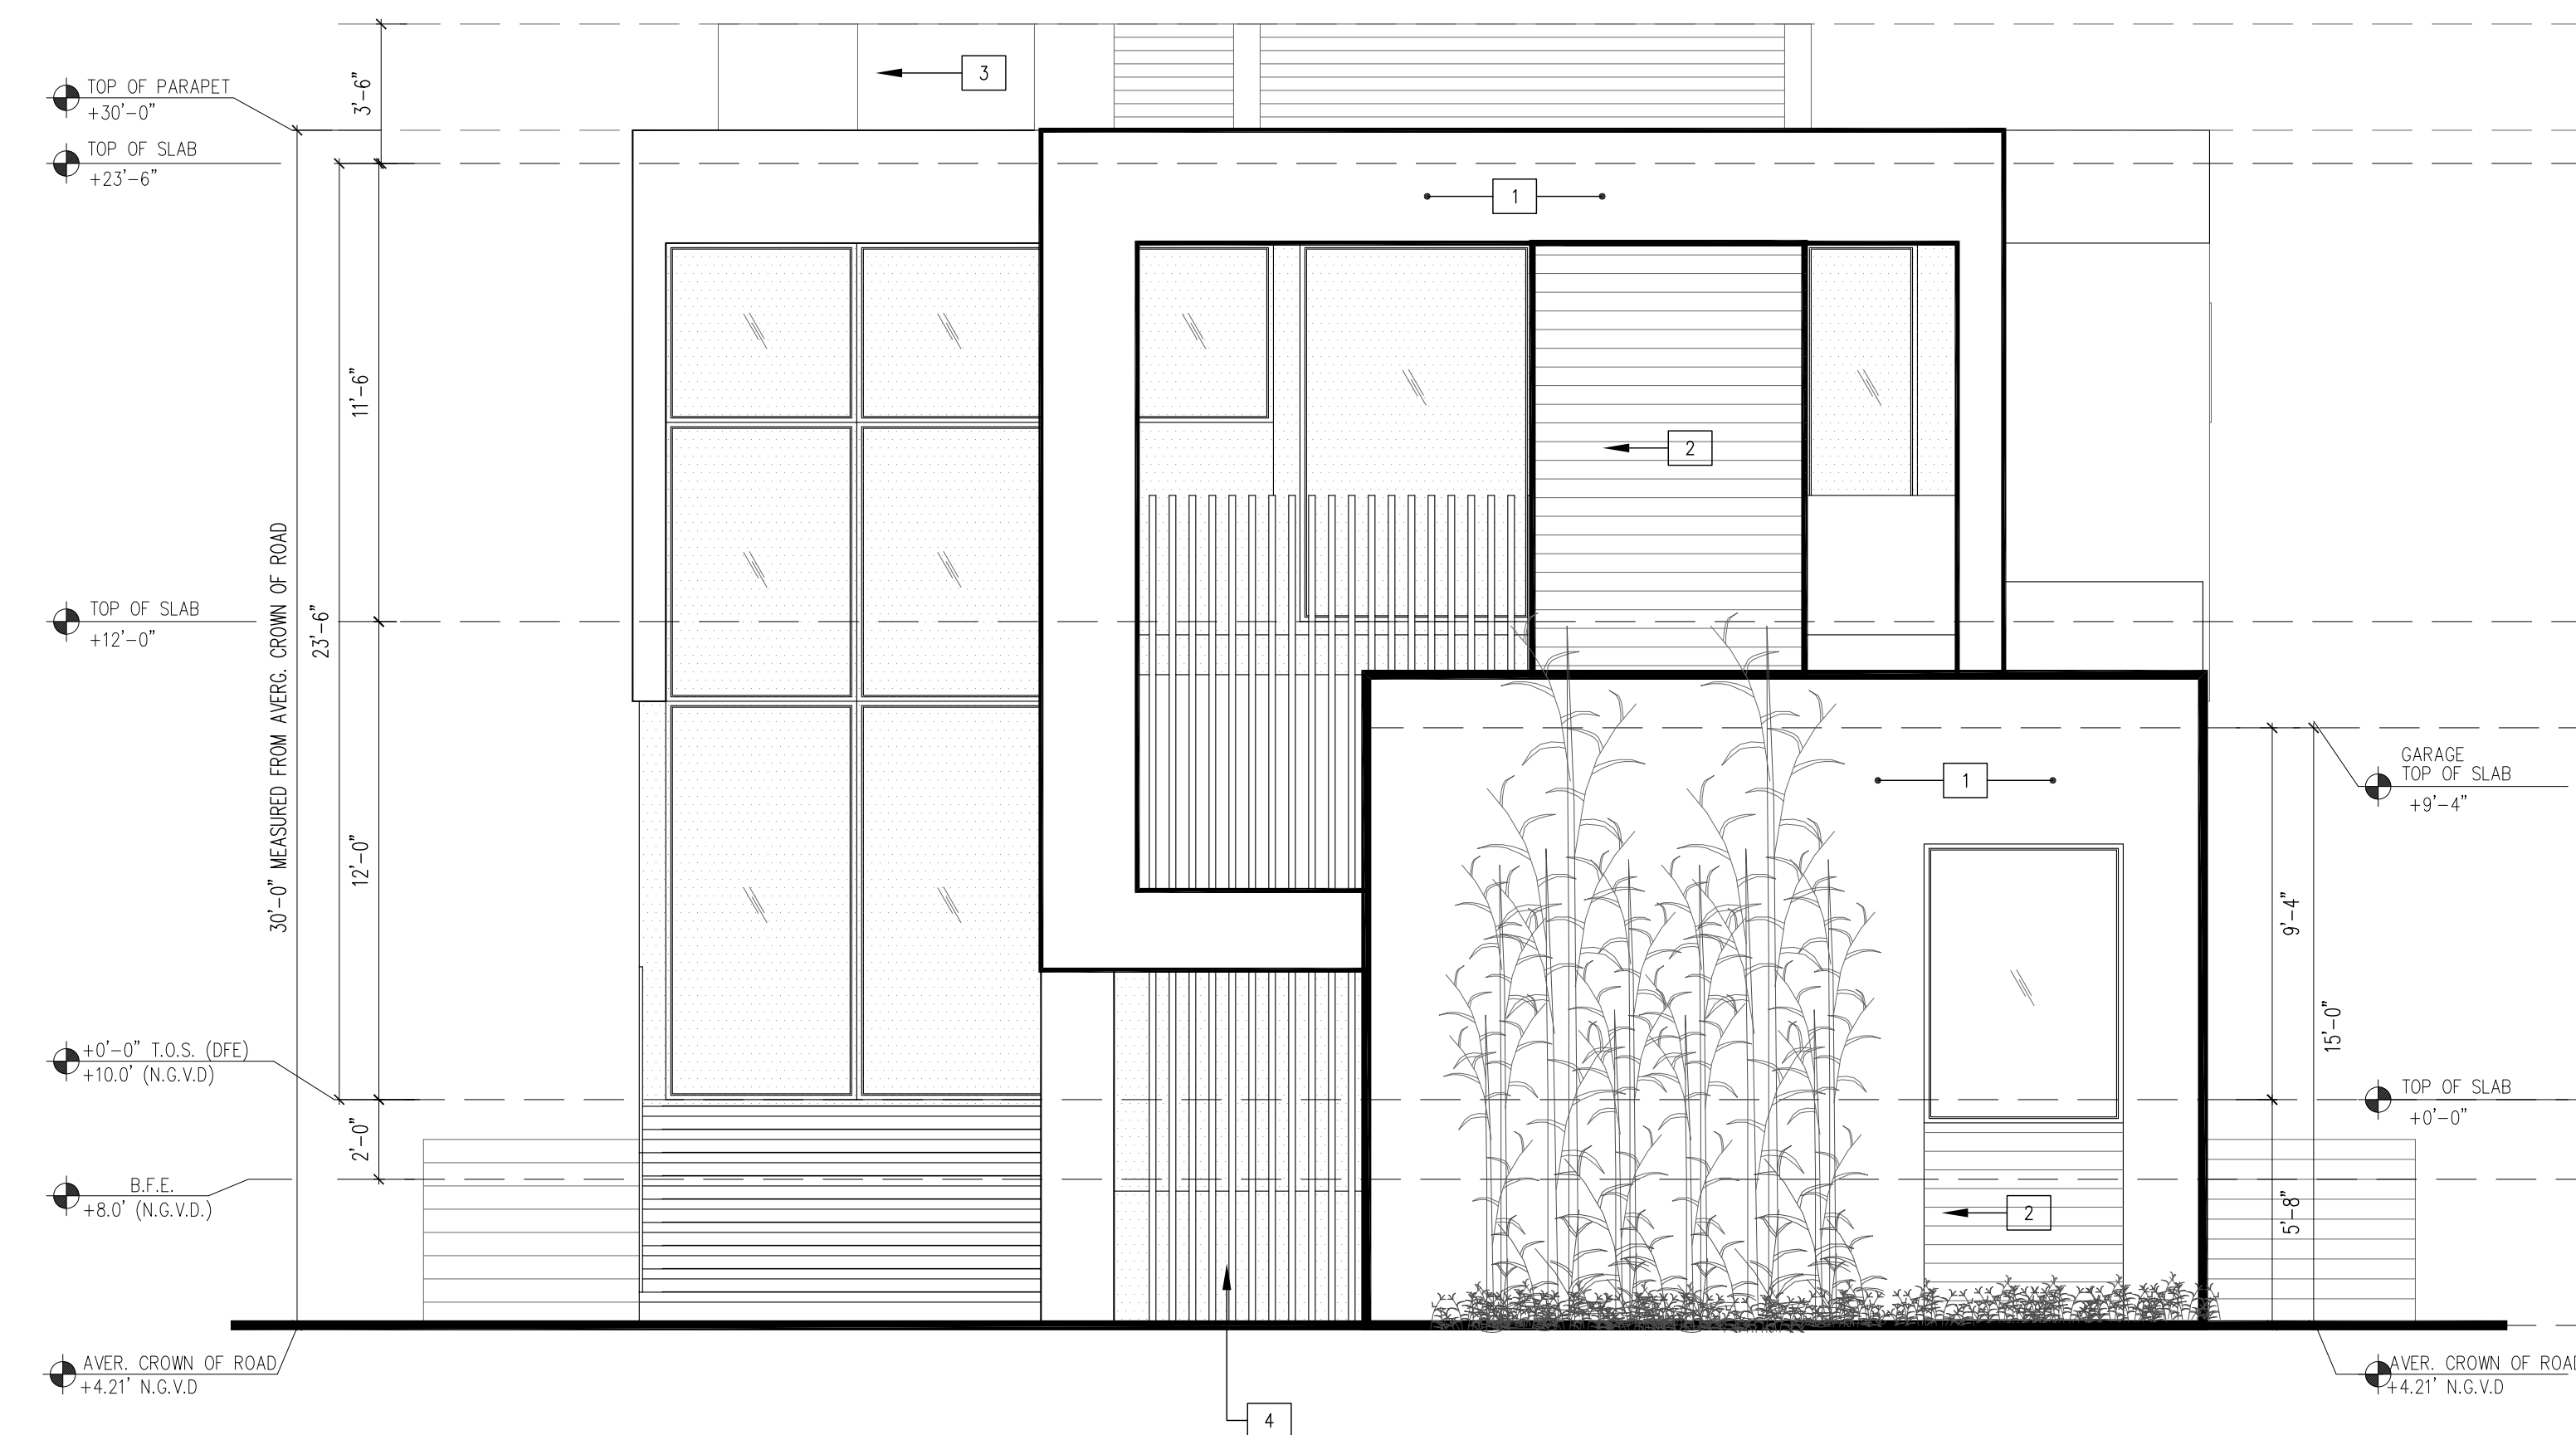 3'-6"
3
TOP OF PARAPET
+30'-0"
TOP OF SLAB
+23'-6"
1
11'-6"
2
30'-0" MEASURED FROM AVERG. CROWN OF ROAD
23'-6"
TOP OF SLAB
+12'-0"
GARAGE
TOP OF SLAB
+9'-4"
1
12'-0"
9'-4"
15'-0"
+0'-0" T.O.S. (DFE)
+10.0' (N.G.V.D)
TOP OF SLAB
+0'-0"
2'-0"
B.F.E.
+8.0' (N.G.V.D.)
2
5'-8"
AVER. CROWN OF ROAD
+4.21' N.G.V.D
AVER. CROWN OF ROAD
+4.21' N.G.V.D
4